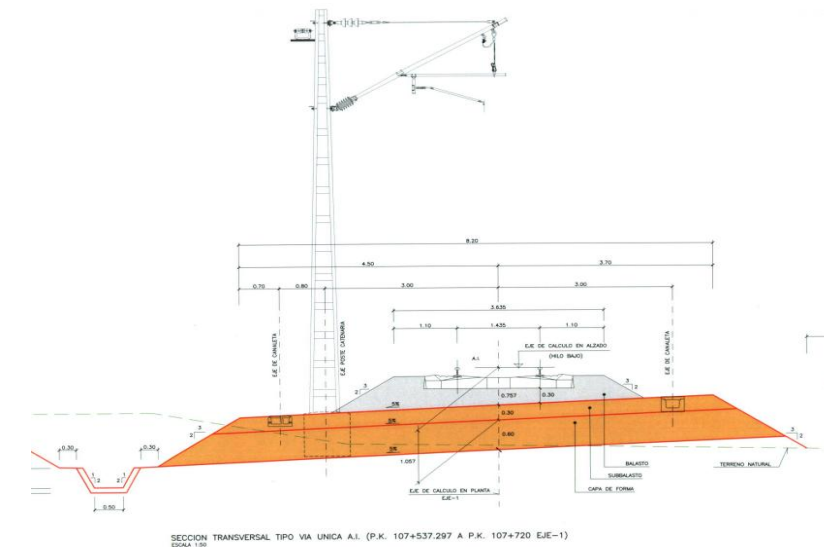 8.20
4.50
3.70
0.70
0.80
3.00
3.00
3.635
1.10
1.435
1.10
EJE DE CANALETA
EJE POSTE CATENARIA
EJE DE CANALETA
EJE DE CALCULO EN ALZADO
(HILO BAJO)
A.I.
3
2
3
2
0.757
0.30
5%
0.30
5%
0.60
3
2
3
2
0.30
0.30
5%
1.057
BALASTO
SUBBALASTO
CAPA DE FORMA
TERRENO NATURAL
1
2
1
2
0.50
EJE DE CALCULO EN PLANTA
EJE-1
SECCION TRANSVERSAL TIPO VIA UNICA A.I. (P.K. 107+537.297 A P.K. 107+720 EJE-1)
ESCALA 1:50